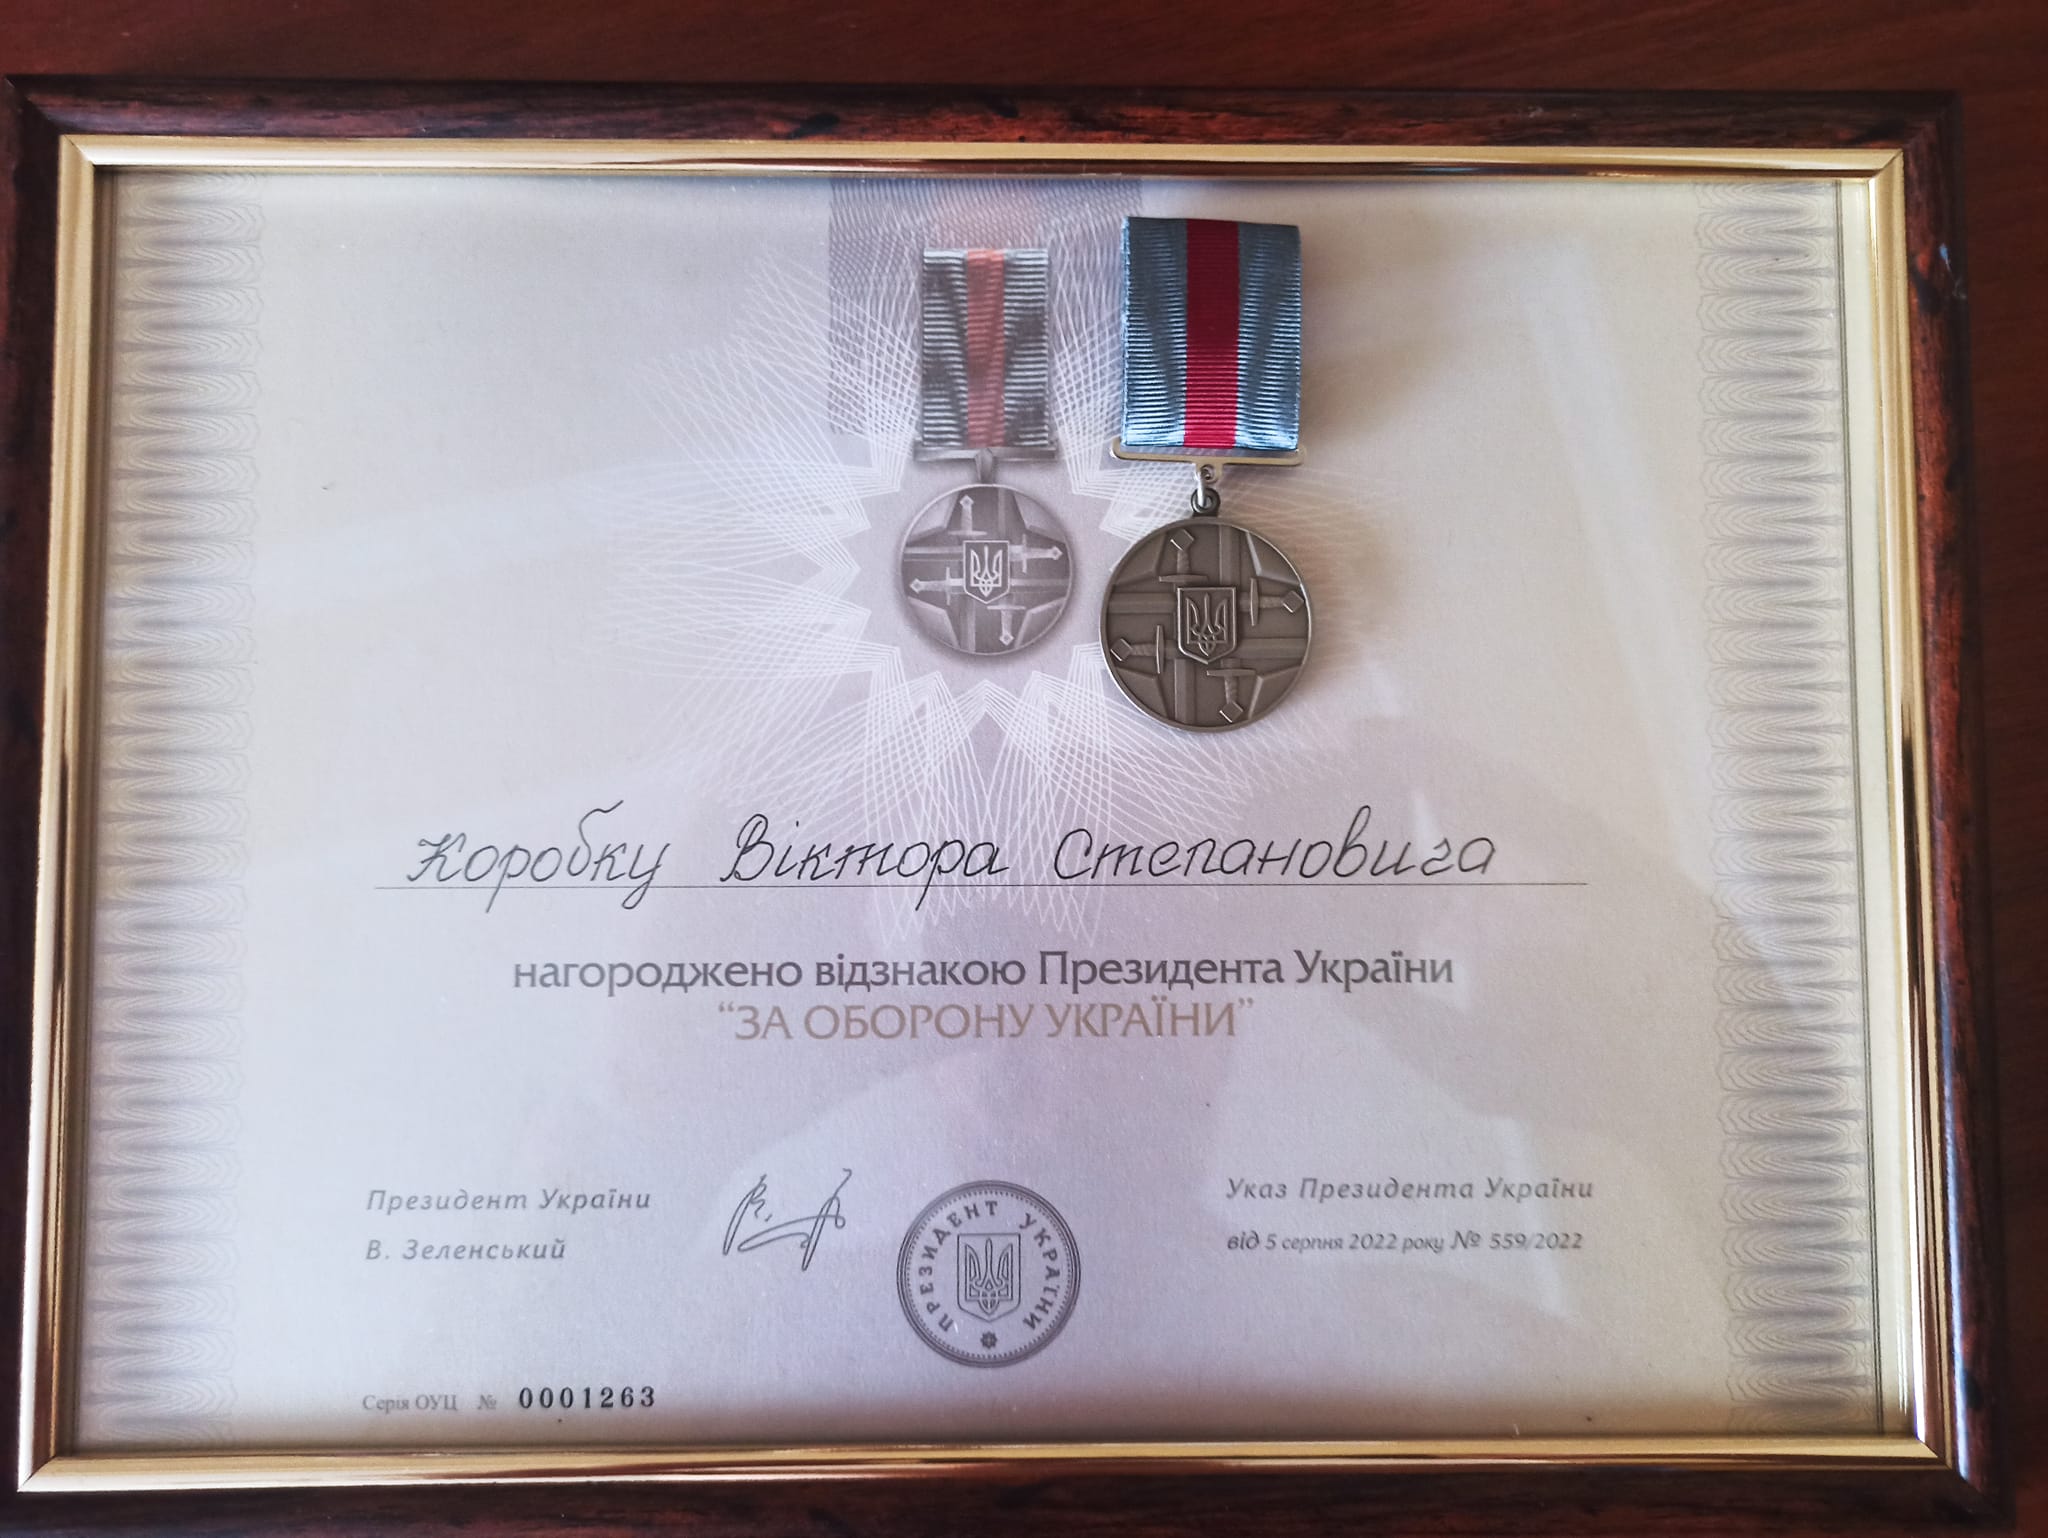 Коробку Віктора Степановича
нагороджено відзнакою Президента України
“ЗА ОБОРОНУ УКРАЇНИ”
Президент України
В. Зеленський
ПРЕЗИДЕНТ УКРАЇНИ
Указ Президента України
від 5 серпня 2022 року № 559/2022
Серія ОУЦ № 0001263